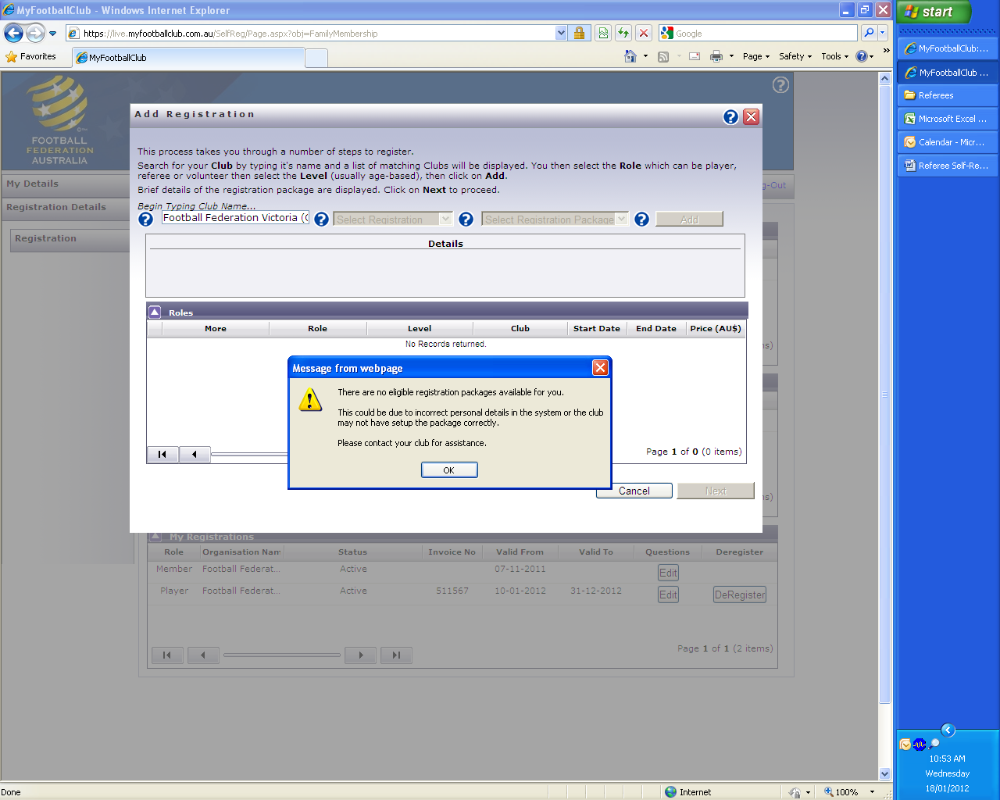 MyFootballClub - Windows Internet Explorer
start
https://live.myfootballclub.com.au/SelfReg/Page.aspx?obj=FamilyMembership
Google
Favorites
MyFootballClub
Page
Safety
Tools
»
MyFootballClub:...
MyFootballClub ...
Referees
Microsoft Excel ...
Calendar - Micr...
Referee Self-Re...
FOOTBALL
FEDERATION
AUSTRALIA
My Details
Registration Details
Registration
g-Out
Add Registration
This process takes you through a number of steps to register.
Search for your Club by typing it's name and a list of matching Clubs will be displayed. You then select the Role which can be player,
referee or volunteer then select the Level (usually age-based), then click on Add.
Brief details of the registration package are displayed. Click on Next to proceed.
Begin Typing Club Name...
Football Federation Victoria (
Select Registration
Select Registration Package
Add
Details
Roles
More Role Level Club Start Date End Date Price (AU$)
No Records returned.
s)
Message from webpage
There are no eligible registration packages available for you.
This could be due to incorrect personal details in the system or the club
may not have setup the package correctly.
Please contact your club for assistance.
OK
Page 1 of 0 (0 items)
Cancel
Next
s)
My Registrations
Role Organisation Nam Status Invoice No Valid From Valid To Questions Deregister
Member Football Federat... Active 07-11-2011 Edit
Player Football Federat... Active 511567 10-01-2012 31-12-2012 Edit DeRegister
Page 1 of 1 (2 items)
10:53 AM
Wednesday
18/01/2012
Done
Internet
100%